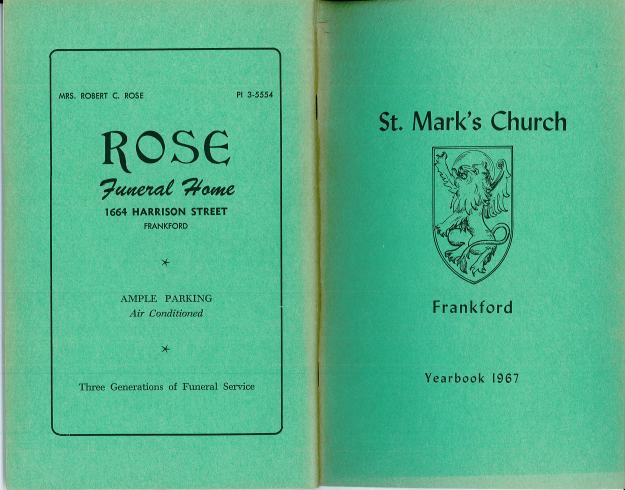 MRS. ROBERT C. ROSE PI 3-5554
ROSE
Funeral Home
1664 HARRISON STREET
FRANKFORD
AMPLE PARKING
Air Conditioned
Three Generations of Funeral Service
St. Mark's Church
Frankford
Yearbook 1967